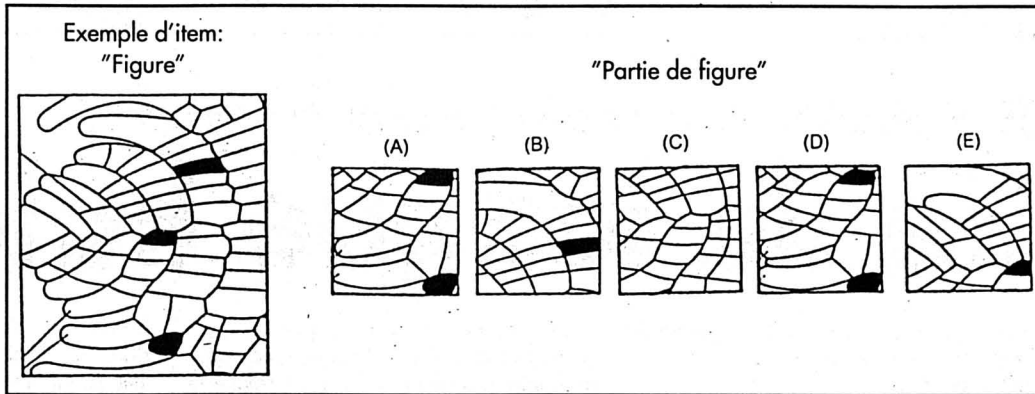 Exemple d'item:
"Figure"
"Partie de figure"
(A) (B) (C) (D) (E)